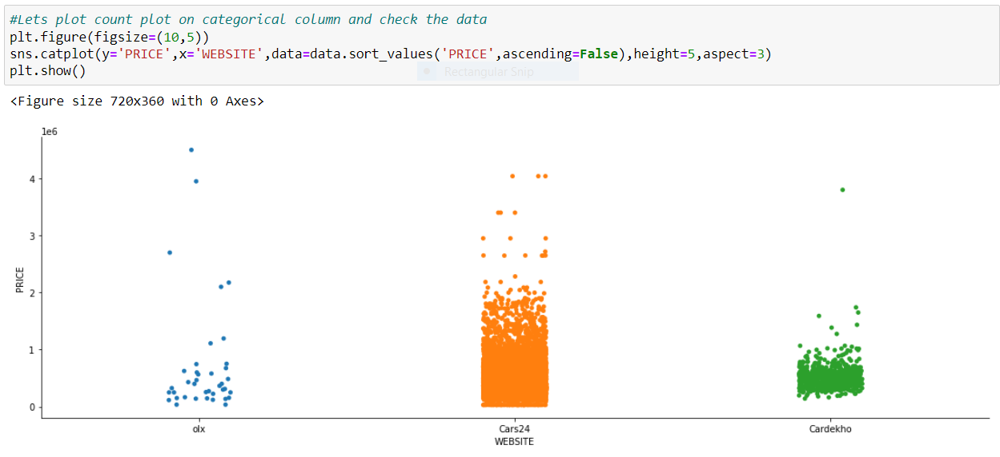 #Lets plot count plot on categorical column and check the data
plt.figure(figsize=(10,5))
sns.catplot(y='PRICE',x='WEBSITE',data=data.sort_values('PRICE',ascending=False),height=5,aspect=3)
plt.show()
Rectangular Snip
<Figure size 720x360 with 0 Axes>
1e6
4
3
2
1
0
PRICE
olx
Cars24
Cardekho
WEBSITE